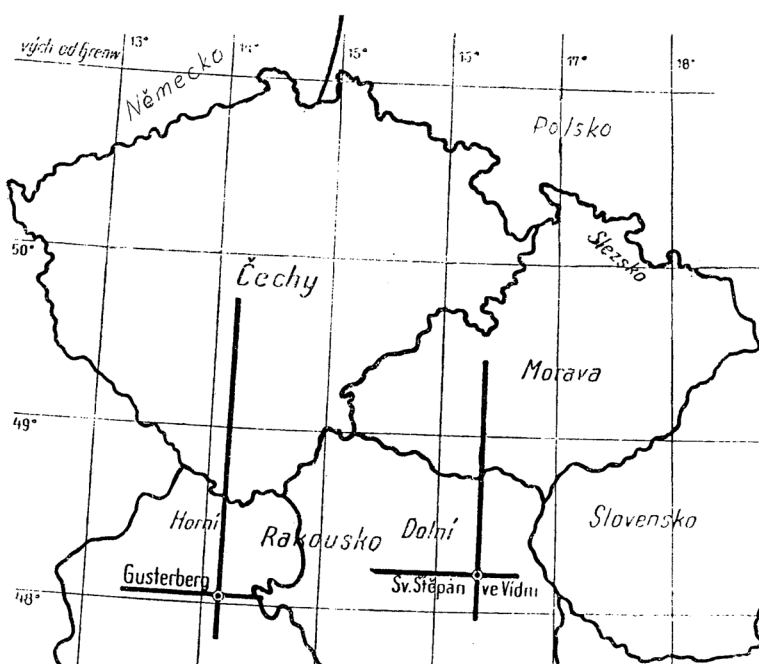 vých od Grenw
13° 14° 15° 16° 17° 18°
Německo
Polsko
50°
Slezsko
Čechy
Morava
49°
Horní Rakousko Dolní
Slovensko
Gusterberg
Sv. Štěpán ve Vídni
48°